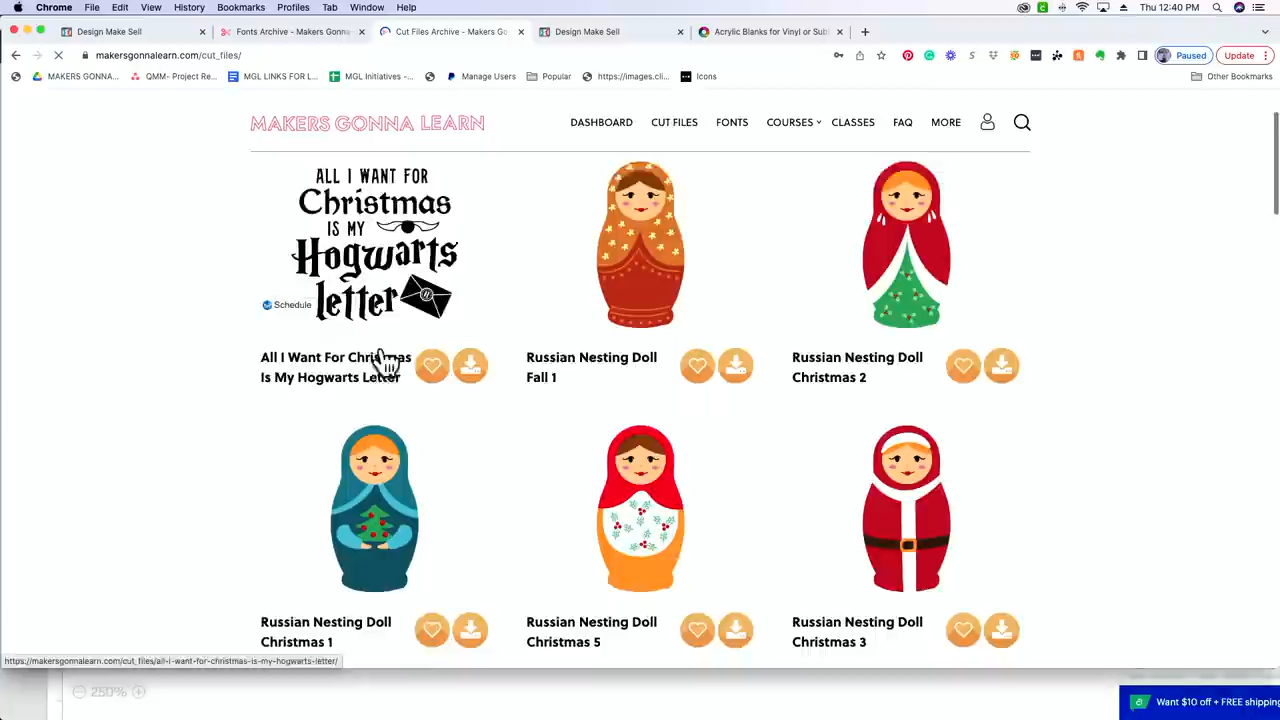 Chrome File Edit View History Bookmarks Profiles Tab Window Help Thu 12:40 PM
Design Make Sell Fonts Archive - Makers Gonna Cut Files Archive - Makers Go Design Make Sell Acrylic Blanks for Vinyl or Sub
makersgonnalearn.com/cut_files/ Paused Update
MAKERS GONNA... QMM- Project Re... MGL LINKS FOR L... MGL Initiatives -... Manage Users Popular https://images.cli... Icons Other Bookmarks
MAKERS GONNA LEARN DASHBOARD CUT FILES FONTS COURSES CLASSES FAQ MORE
ALL I WANT FOR
Christmas
IS MY
Hogwarts
letter
H
Schedule
All I Want For Christmas
Is My Hogwarts Letter
Russian Nesting Doll
Fall 1
Russian Nesting Doll
Christmas 2
Russian Nesting Doll
Christmas 1
Russian Nesting Doll
Christmas 5
Russian Nesting Doll
Christmas 3
https://makersgonnalearn.com/cut_files/all-i-want-for-christmas-is-my-hogwarts-letter/
250%
Want $10 off + FREE shipping